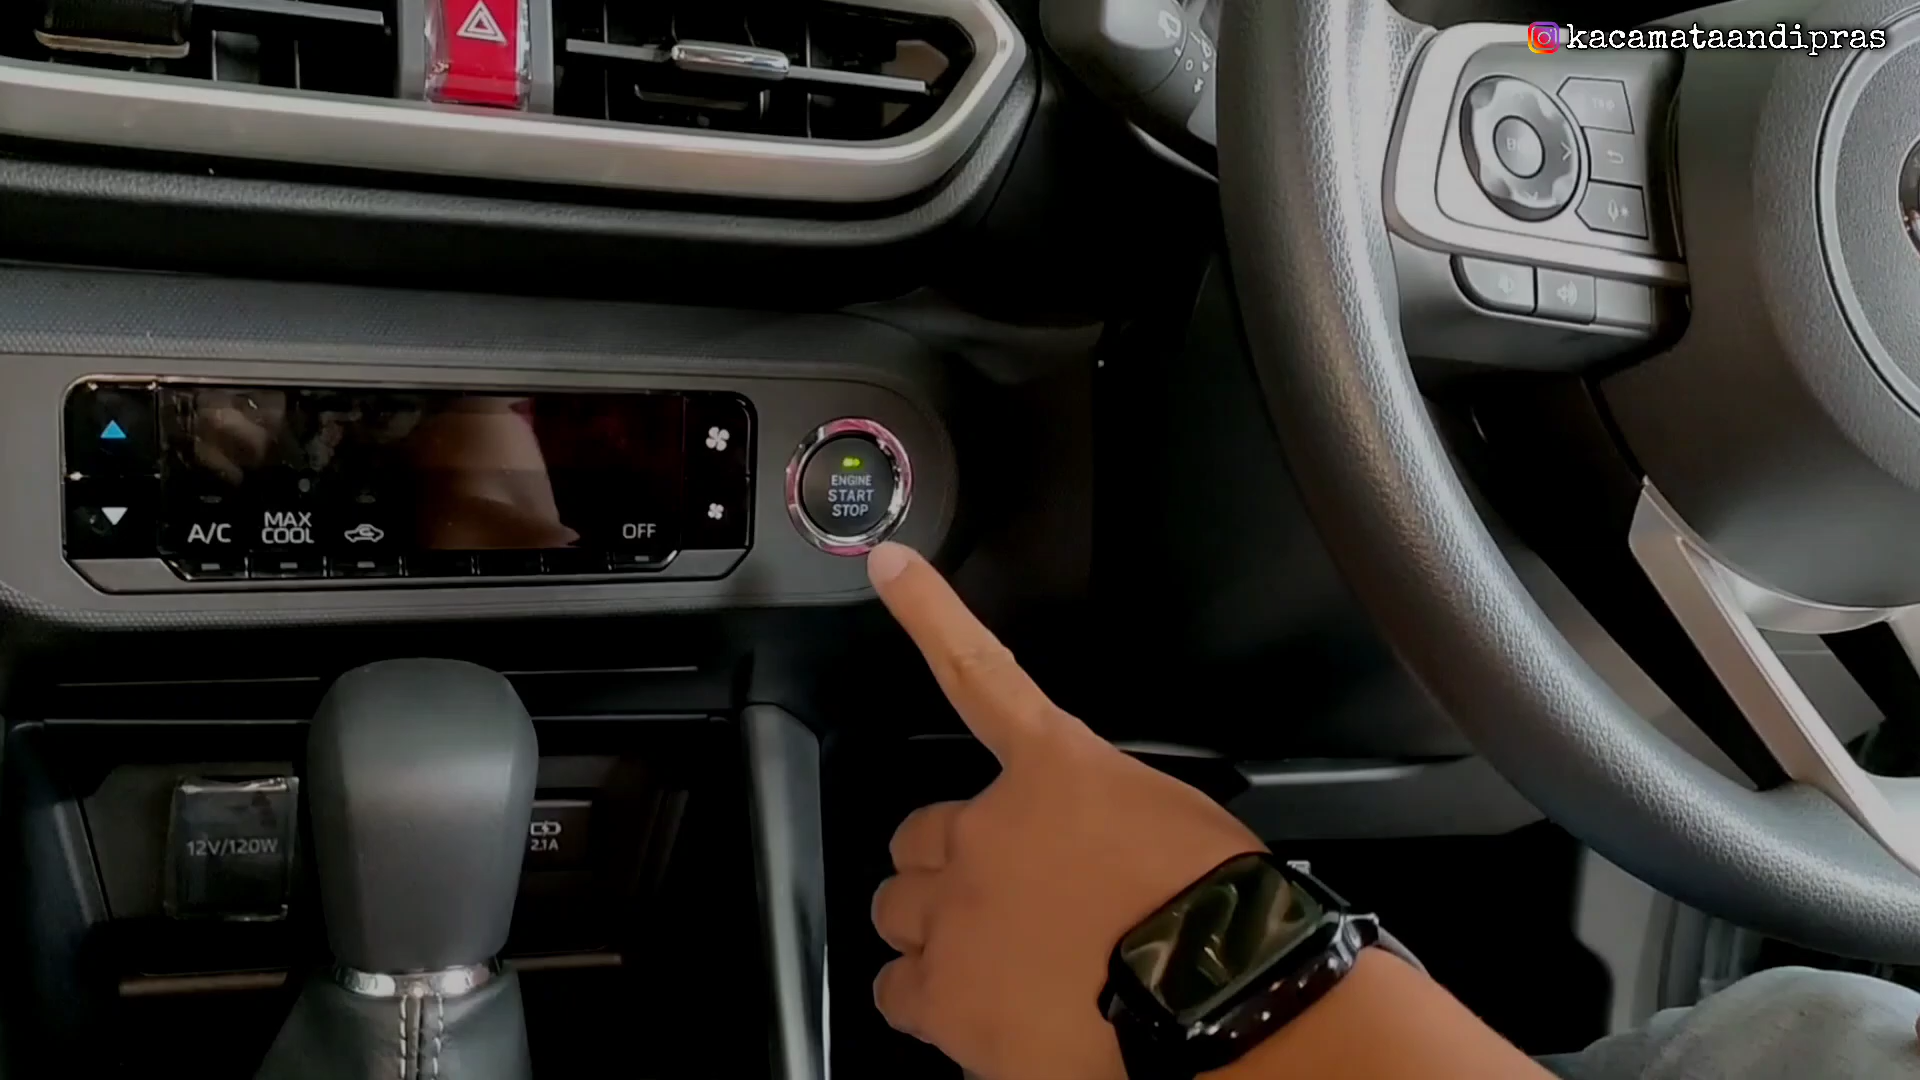 kacamataandipras
ENGINE
START
STOP
A/C
MAX
COOL
OFF
12V/120W
2.1A